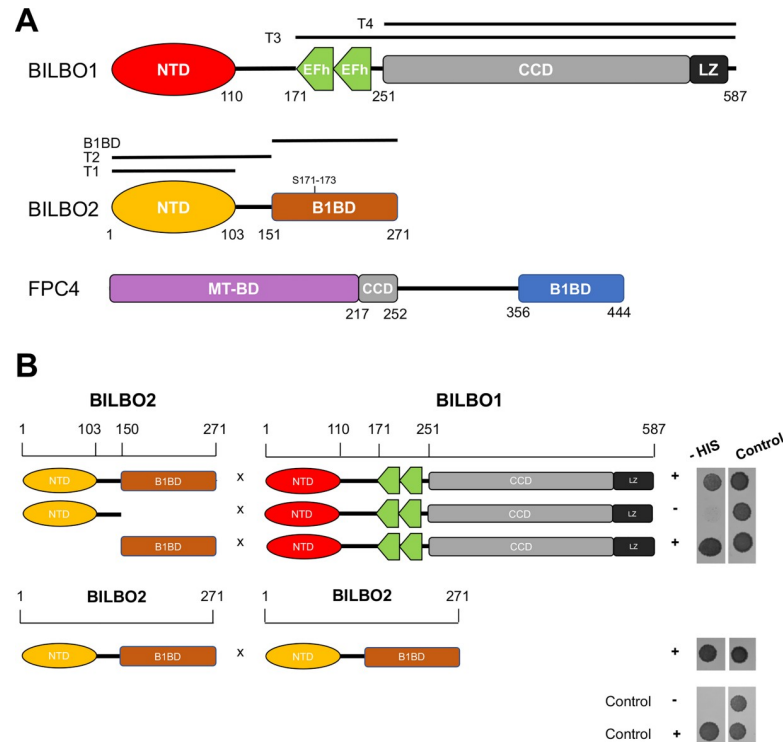 A
T4
T3
BILBO1
NTD
EFh
EFh
CCD
LZ
110
171
251
587
B1BD
T2
T1
S171-173
BILBO2
NTD
B1BD
1
103
151
271
FPC4
MT-BD
CCD
B1BD
217
252
356
444
B
BILBO2
BILBO1
1 103 150 271
1 110 171 251 587
- HIS
Control
NTD B1BD x NTD CCD LZ +
NTD x NTD CCD LZ -
B1BD x NTD CCD LZ +
BILBO2
BILBO2
1 271
1 271
NTD B1BD x NTD B1BD +
Control -
Control +